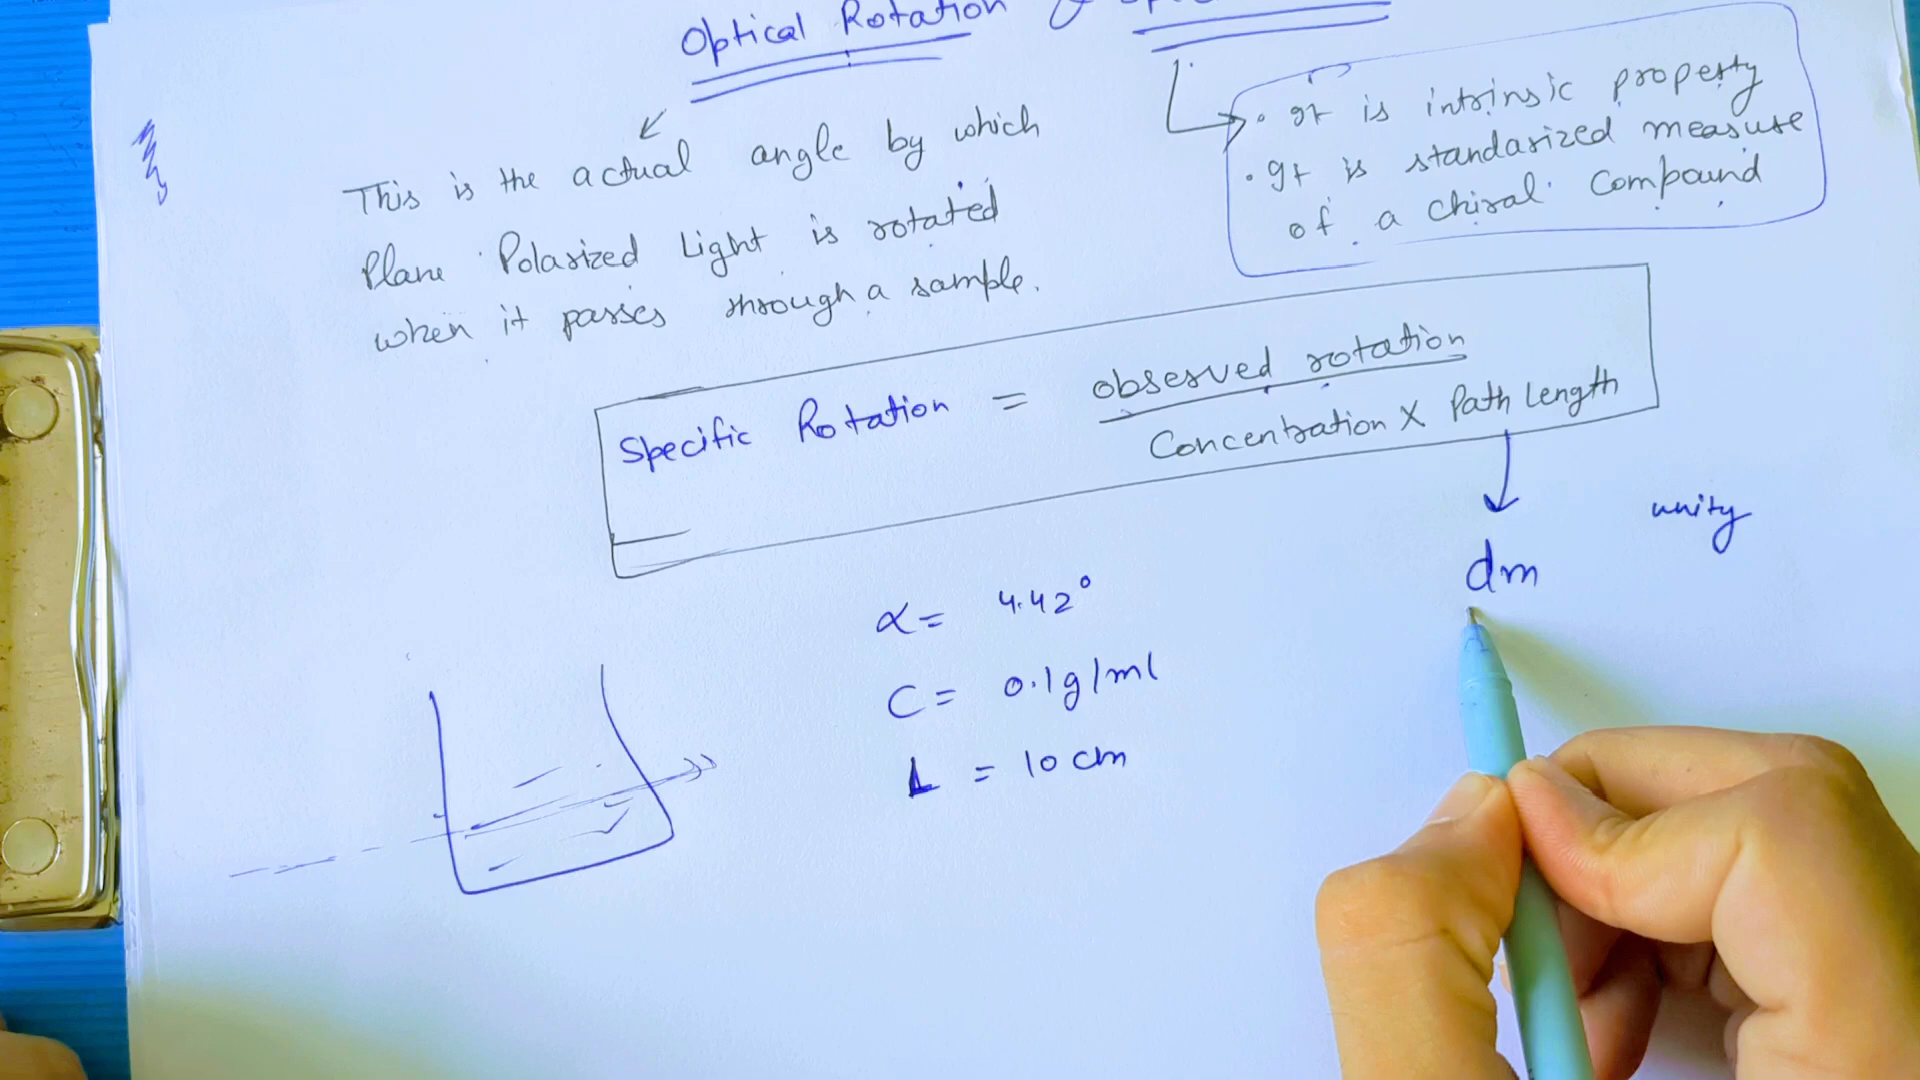 Optical Rotation &
This is the actual angle by which
Plane Polarized Light is rotated
when it passes through a sample.
• It is intrinsic property
• It is standarized measure
of a chiral compound
Specific Rotation = observed rotation
Concentration X Path Length
dm
unity
α = 4.42°
C = 0.1g/ml
L = 10 cm